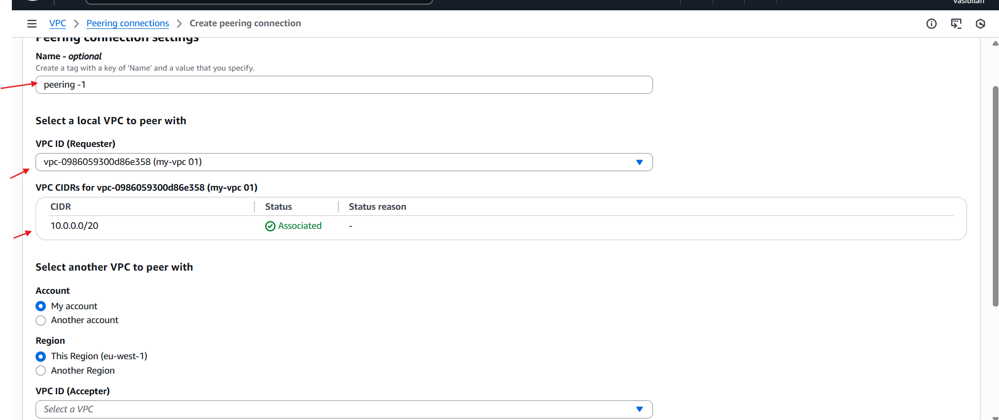 Vasiullah
VPC > Peering connections > Create peering connection
Peering connection settings
Name - optional
Create a tag with a key of 'Name' and a value that you specify.
peering -1
Select a local VPC to peer with
VPC ID (Requester)
vpc-0986059300d86e358 (my-vpc 01)
VPC CIDRs for vpc-0986059300d86e358 (my-vpc 01)
CIDR Status Status reason
10.0.0.0/20 Associated -
Select another VPC to peer with
Account
My account
Another account
Region
This Region (eu-west-1)
Another Region
VPC ID (Accepter)
Select a VPC